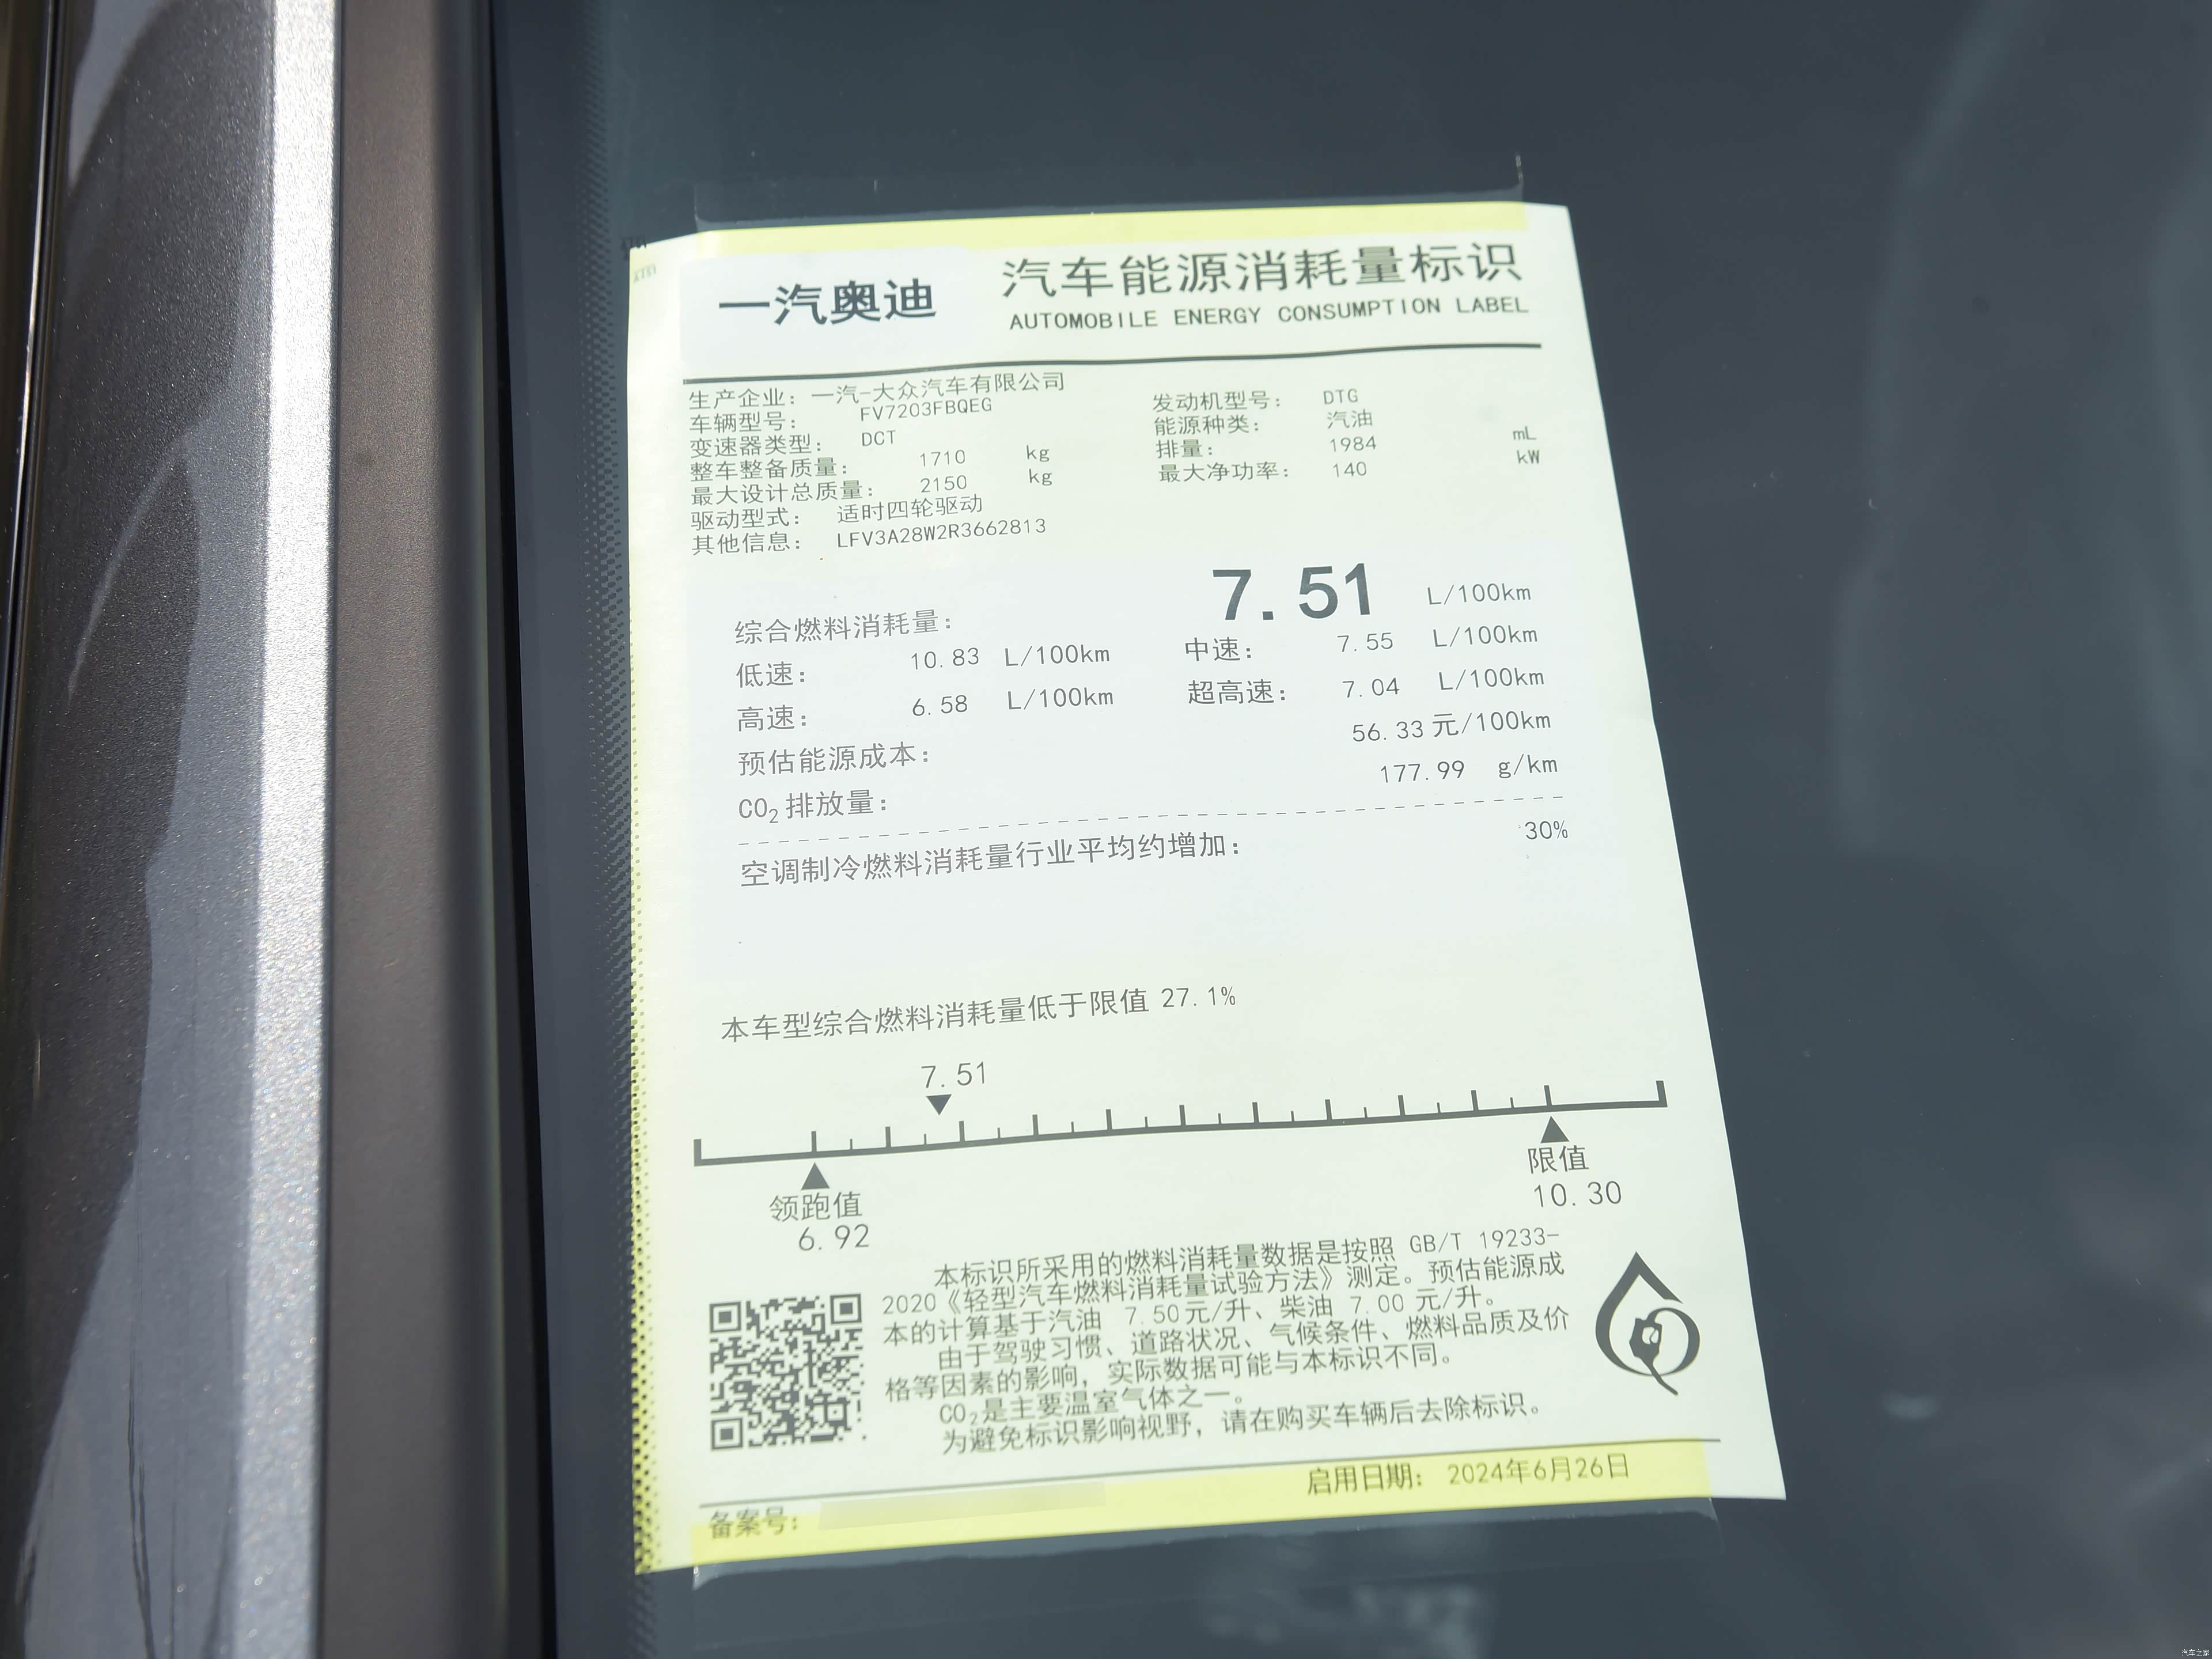 一汽奥迪
汽车能源消耗量标识
AUTOMOBILE ENERGY CONSUMPTION LABEL
生产企业: 一汽-大众汽车有限公司
车辆型号: FV7203FBQEG
变速器类型: DCT
整车整备质量: 1710 kg
最大设计总质量: 2150 kg
驱动型式: 适时四轮驱动
其他信息: LFV3A28W2R3662813
发动机型号: DTG
能源种类: 汽油
排量: 1984 mL
最大净功率: 140 kW
综合燃料消耗量: 7.51 L/100km
低速: 10.83 L/100km 中速: 7.55 L/100km
高速: 6.58 L/100km 超高速: 7.04 L/100km
预估能源成本: 56.33 元/100km
CO₂排放量: 177.99 g/km
空调制冷燃料消耗量行业平均约增加: 30%
本车型综合燃料消耗量低于限值 27.1%
7.51
领跑值
6.92
限值
10.30
本标识所采用的燃料消耗量数据是按照 GB/T 19233-
2020《轻型汽车燃料消耗量试验方法》测定。预估能源成
本的计算基于汽油 7.50元/升、柴油 7.00 元/升。
由于驾驶习惯、道路状况、气候条件、燃料品质及价
格等因素的影响, 实际数据可能与本标识不同。
CO₂是主要温室气体之一。
为避免标识影响视野, 请在购买车辆后去除标识。
备案号:
启用日期: 2024年6月26日
汽车之家